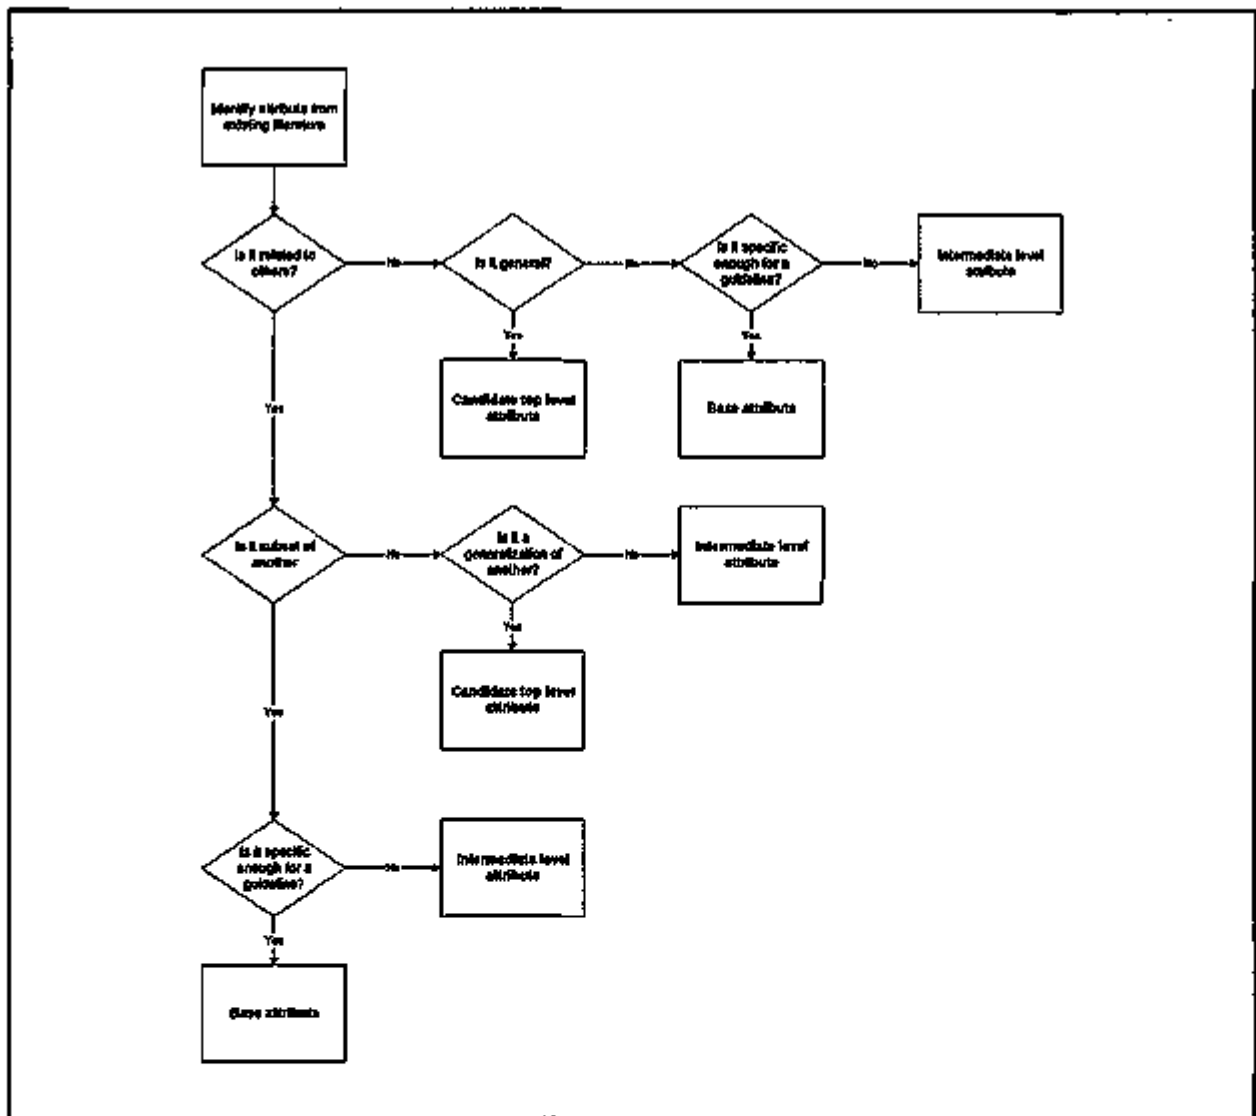 Identify attribute from
existing literature
Is it related to
others?
No
Is it general?
No
Is it specific
enough for a
guideline?
No
Intermediate level
attribute
Yes
Yes
Yes
Candidate top level
attribute
Base attribute
Is it subset of
another
No
Is it a
generalization of
another?
No
Intermediate level
attribute
Yes
Yes
Candidate top level
attribute
Is it specific
enough for a
guideline?
No
Intermediate level
attribute
Yes
Base attribute